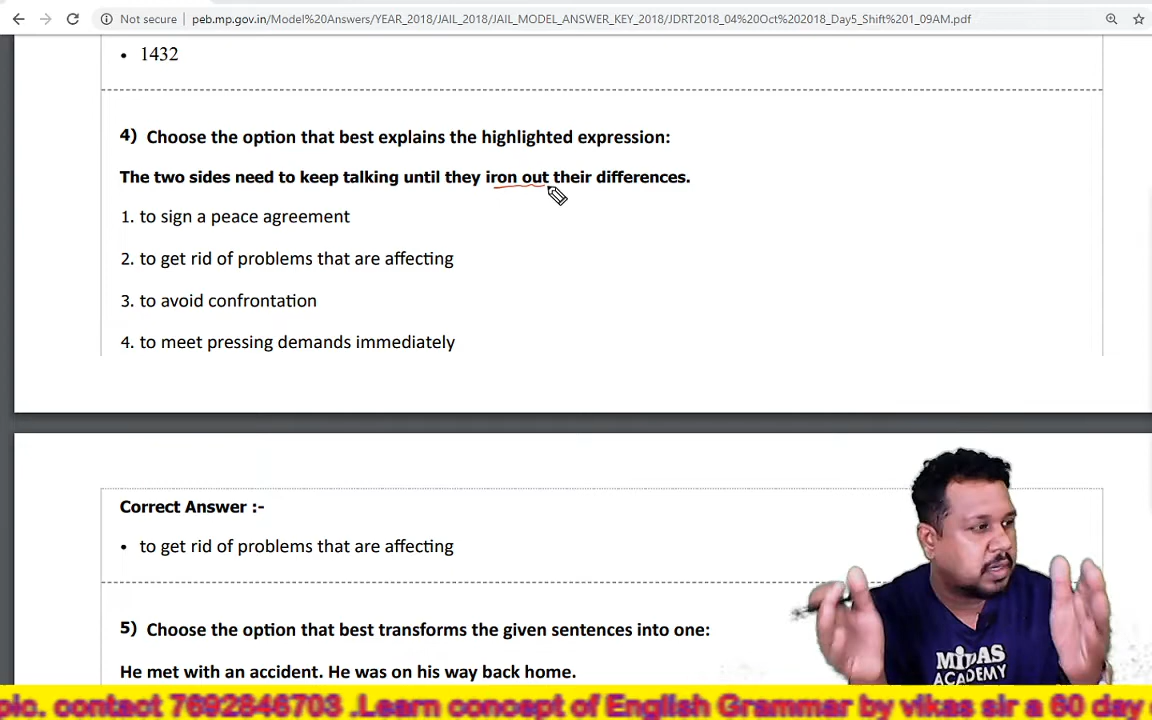 Not secure peb.mp.gov.in/Model%20Answers/YEAR_2018/JAIL_2018/JAIL_MODEL_ANSWER_KEY_2018/JDRT2018_04%20Oct%202018_Day5_Shift%201_09AM.pdf
• 1432
4) Choose the option that best explains the highlighted expression:
The two sides need to keep talking until they iron out their differences.
1. to sign a peace agreement
2. to get rid of problems that are affecting
3. to avoid confrontation
4. to meet pressing demands immediately
Correct Answer :-
• to get rid of problems that are affecting
5) Choose the option that best transforms the given sentences into one:
He met with an accident. He was on his way back home.
MIDAS
ACADEMY
contact 7692848708 .Learn concept of English Grammar by vikas sir a 60 day